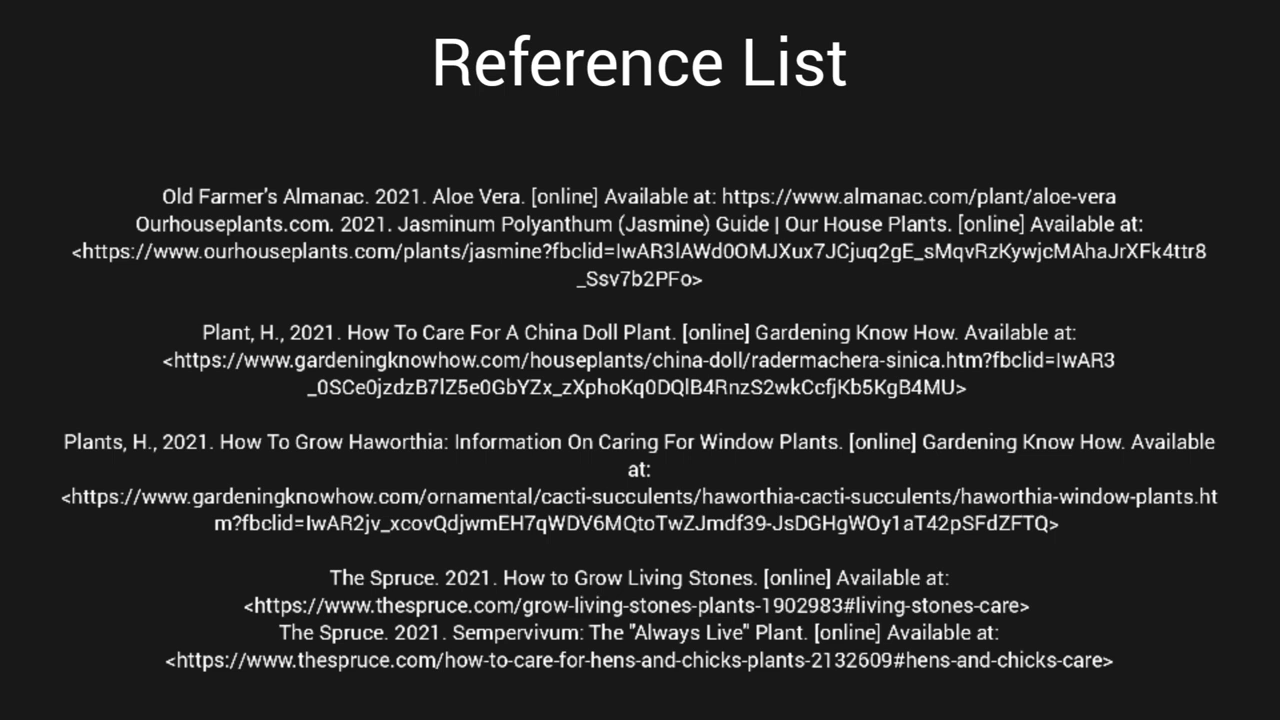 Reference List
Old Farmer's Almanac. 2021. Aloe Vera. [online] Available at: https://www.almanac.com/plant/aloe-vera
Ourhouseplants.com. 2021. Jasminum Polyanthum (Jasmine) Guide | Our House Plants. [online] Available at:
<https://www.ourhouseplants.com/plants/jasmine?fbclid=IwAR3lAWd0OMJXux7JCjuq2gE_sMqvRzKywjcMAhaJrXFk4ttr8
_Ssv7b2PFo>
Plant, H., 2021. How To Care For A China Doll Plant. [online] Gardening Know How. Available at:
<https://www.gardeningknowhow.com/houseplants/china-doll/radermachera-sinica.htm?fbclid=IwAR3
_0SCe0jzdzB7lZ5e0GbYZx_zXphoKq0DQlB4RnzS2wkCcfjKb5KgB4MU>
Plants, H., 2021. How To Grow Haworthia: Information On Caring For Window Plants. [online] Gardening Know How. Available
at:
<https://www.gardeningknowhow.com/ornamental/cacti-succulents/haworthia-cacti-succulents/haworthia-window-plants.ht
m?fbclid=IwAR2jv_xcovQdjwmEH7qWDV6MQtoTwZJmdf39-JsDGHgWOy1aT42pSFdZFTQ>
The Spruce. 2021. How to Grow Living Stones. [online] Available at:
<https://www.thespruce.com/grow-living-stones-plants-1902983#living-stones-care>
The Spruce. 2021. Sempervivum: The "Always Live" Plant. [online] Available at:
<https://www.thespruce.com/how-to-care-for-hens-and-chicks-plants-2132609#hens-and-chicks-care>